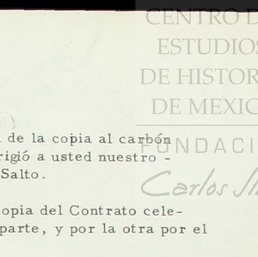 CENTRO D
ESTUDIOS
DE HISTOR
DE MEXIC
FUNDACI
Carlos Sli
de la copia al carbón
rigió a usted nuestro -
Salto.
opia del Contrato cele-
parte, y por la otra por el